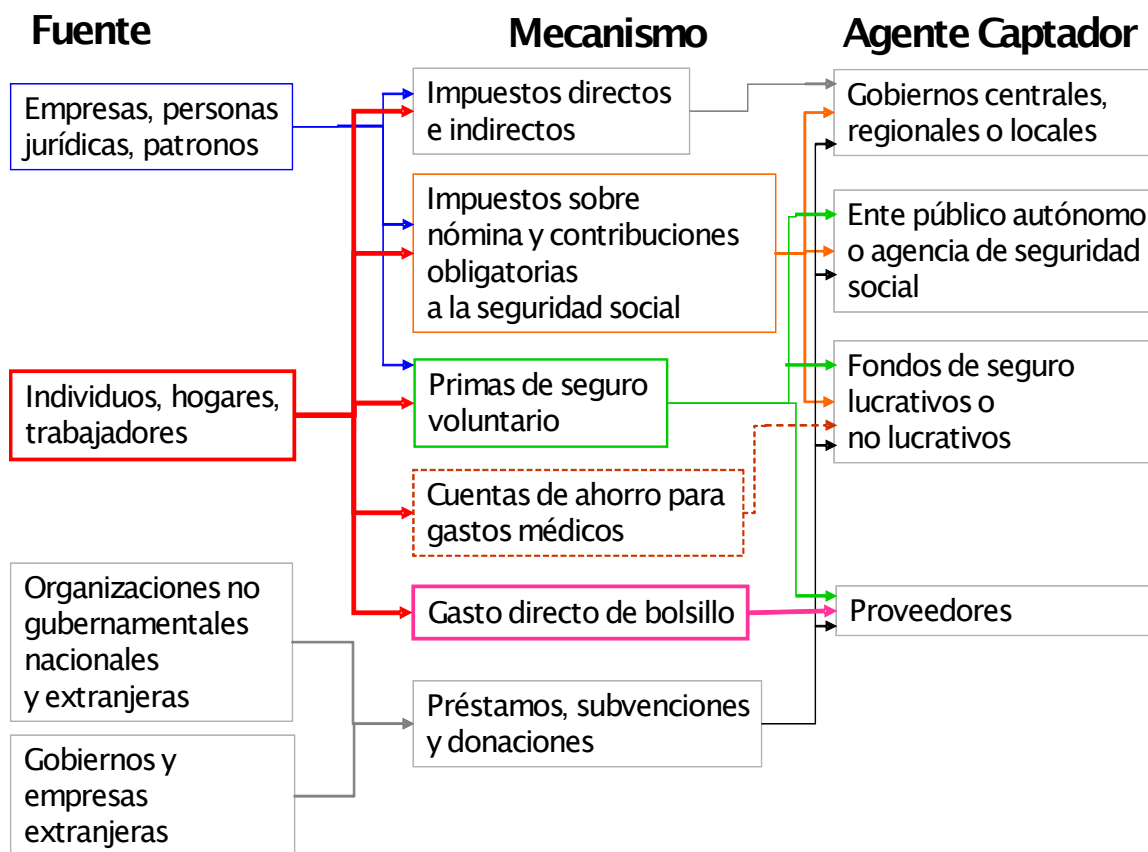 Fuente
Mecanismo
Agente Captador
Empresas, personas
jurídicas, patronos
Individuos, hogares,
trabajadores
Organizaciones no
gubernamentales
nacionales
y extranjeras
Gobiernos y
empresas
extranjeras
Impuestos directos
e indirectos
Impuestos sobre
nómina y contribuciones
obligatorias
a la seguridad social
Primas de seguro
voluntario
Cuentas de ahorro para
gastos médicos
Gasto directo de bolsillo
Préstamos, subvenciones
y donaciones
Gobiernos centrales,
regionales o locales
Ente público autónomo
o agencia de seguridad
social
Fondos de seguro
lucrativos o
no lucrativos
Proveedores